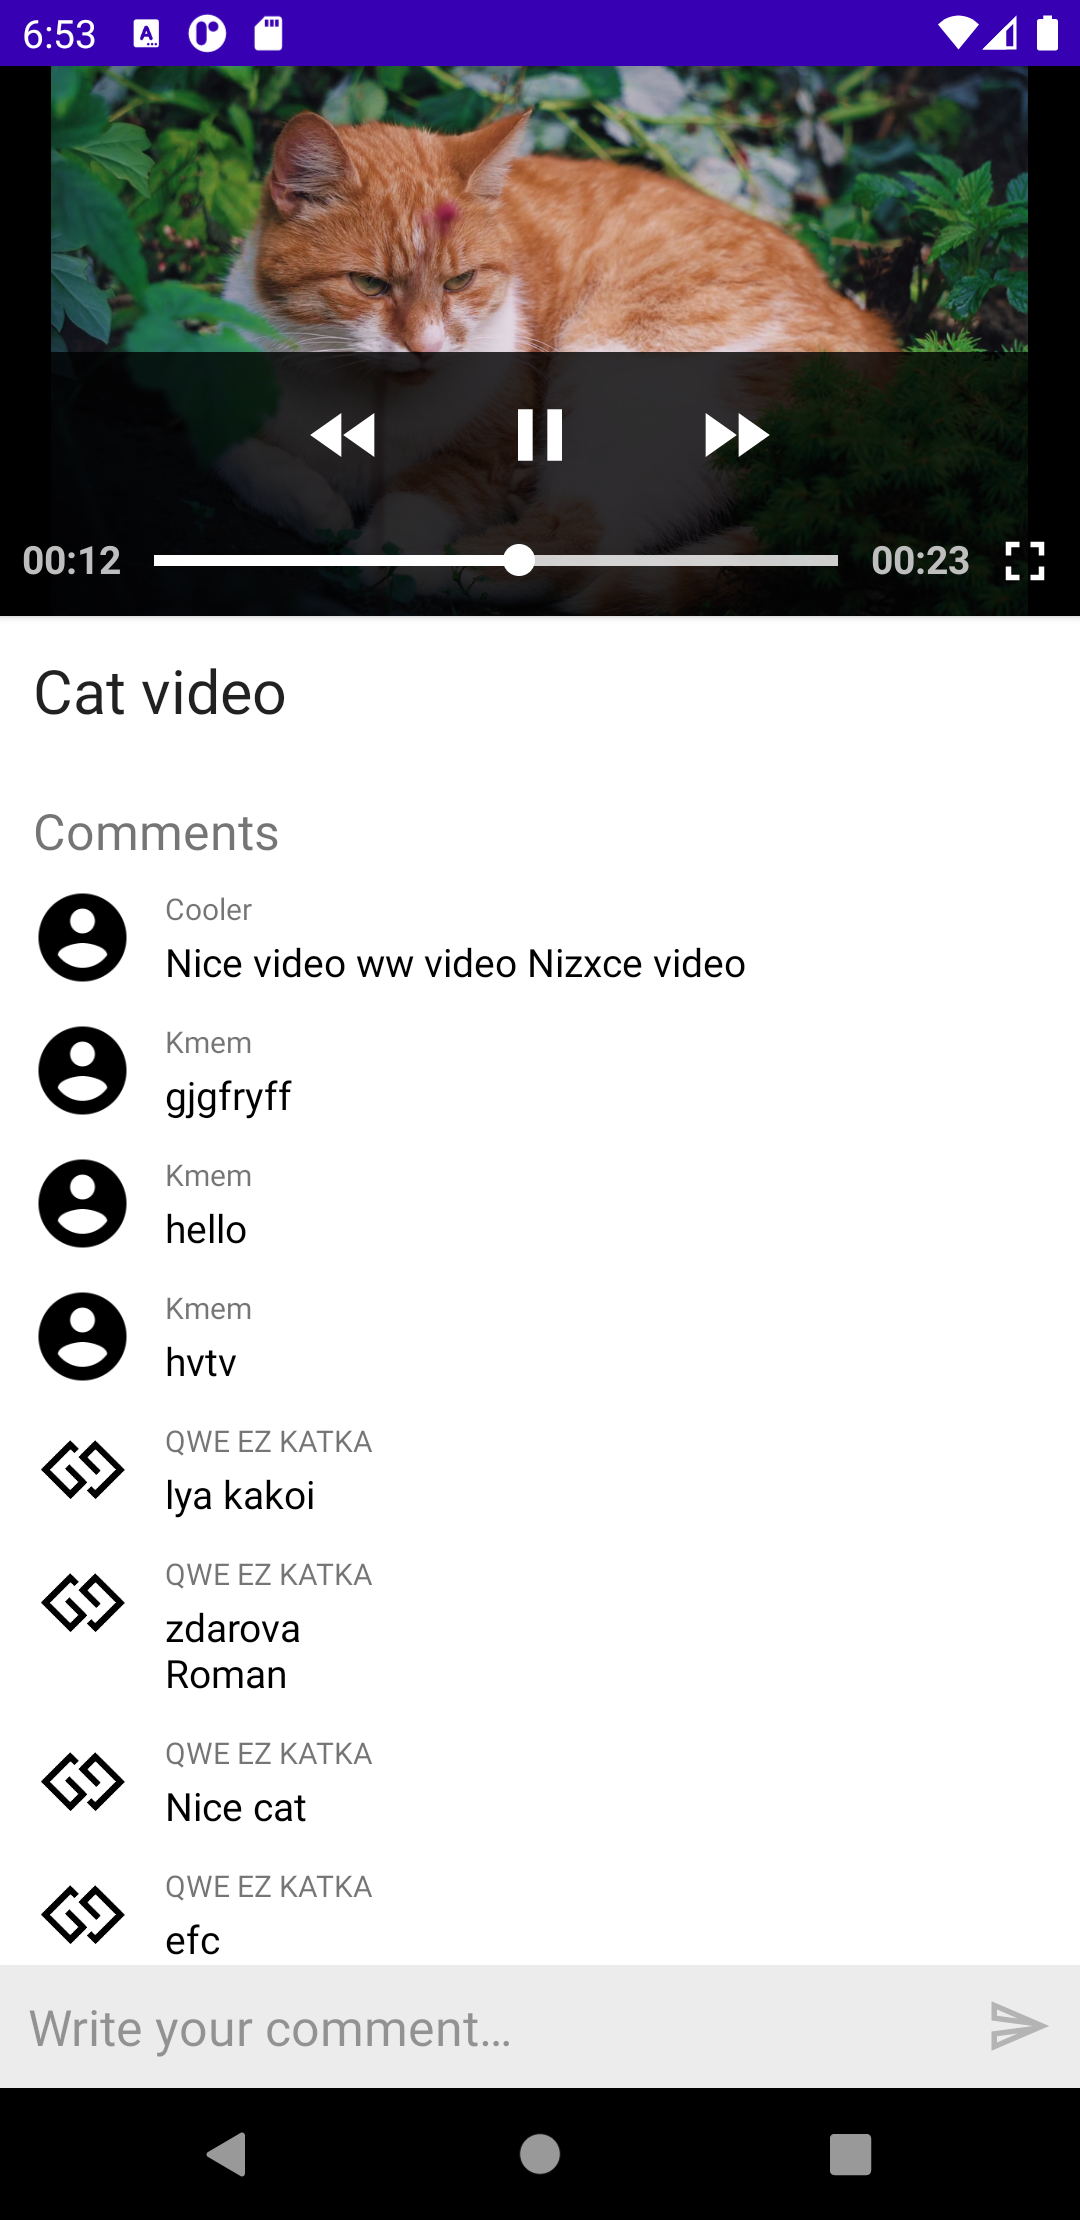 6:53
00:12
00:23
Cat video
Comments
Cooler
Nice video ww video Nizxce video
Kmem
gjgfryff
Kmem
hello
Kmem
hvtv
QWE EZ KATKA
lya kakoi
QWE EZ KATKA
zdarova
Roman
QWE EZ KATKA
Nice cat
QWE EZ KATKA
efc
Write your comment...